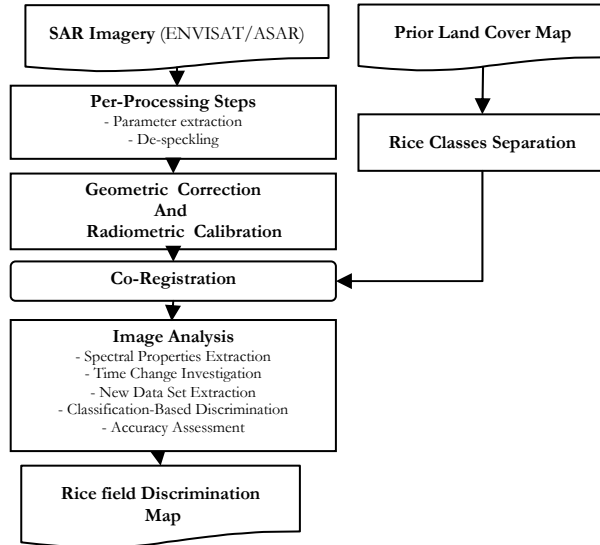 SAR Imagery (ENVISAT/ASAR)
Per-Processing Steps
- Parameter extraction
- De-speckling
Geometric Correction
And
Radiometric Calibration
Prior Land Cover Map
Rice Classes Separation
Co-Registration
Image Analysis
- Spectral Properties Extraction
- Time Change Investigation
- New Data Set Extraction
- Classification-Based Discrimination
- Accuracy Assessment
Rice field Discrimination
Map